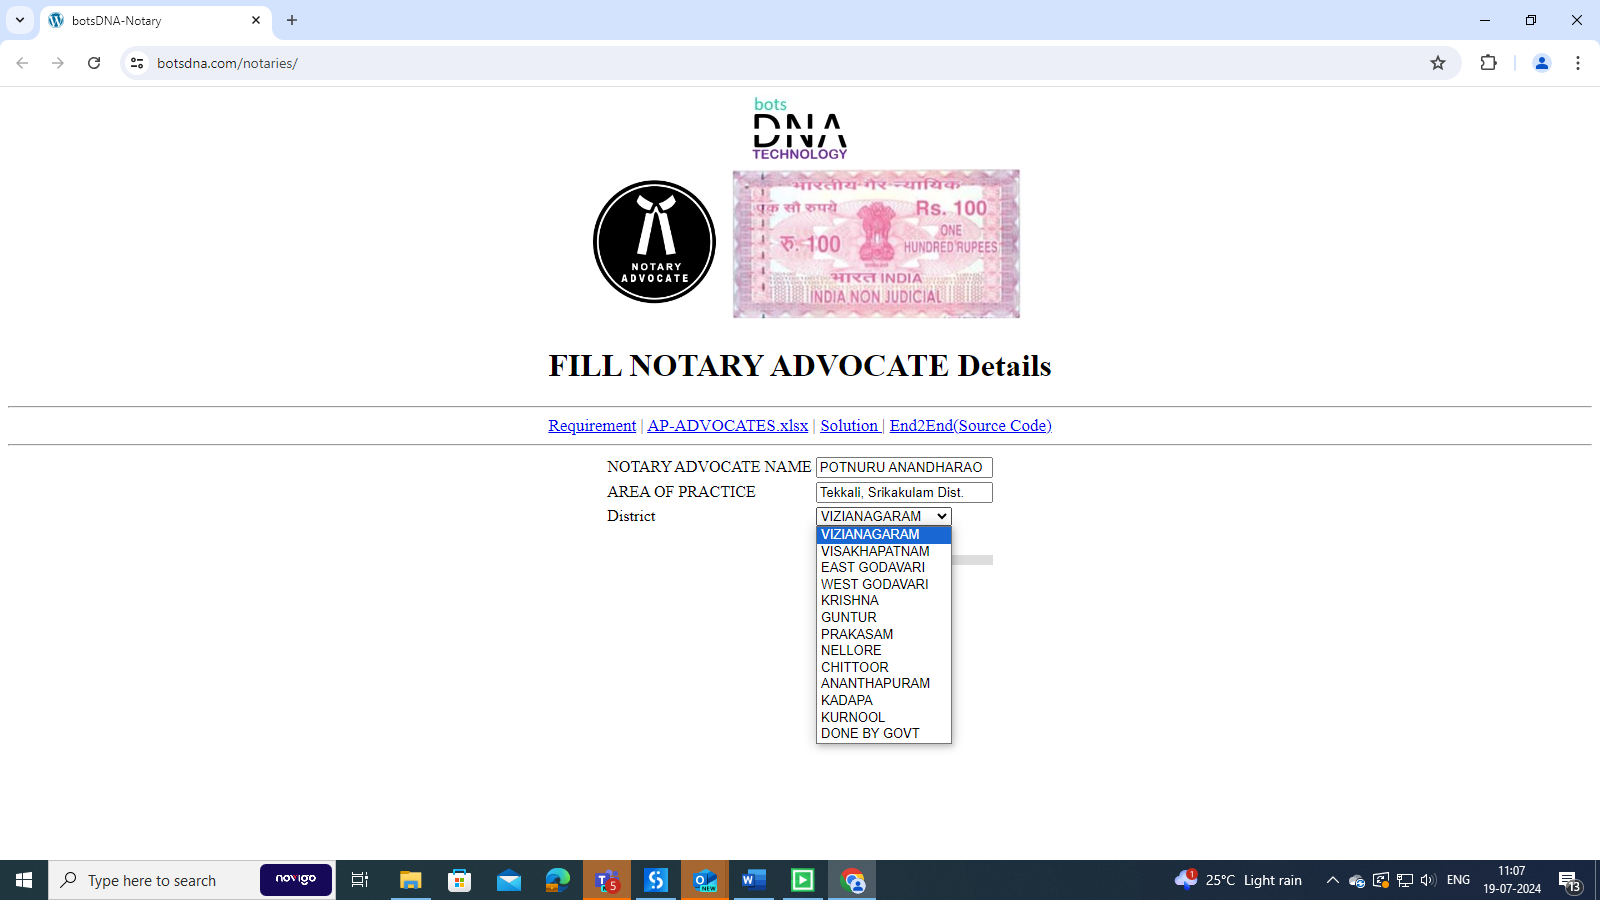 botsDNA-Notary
botsdna.com/notaries/
bots
DNA
TECHNOLOGY
NOTARY
ADVOCATE
भारतीय-गैर-न्यायिक
एक सौ रुपये
Rs. 100
रु. 100
ONE
HUNDRED RUPEES
भारत INDIA
INDIA NON JUDICIAL
FILL NOTARY ADVOCATE Details
Requirement | AP-ADVOCATES.xlsx | Solution | End2End(Source Code)
NOTARY ADVOCATE NAME POTNURU ANANDHARAO
AREA OF PRACTICE Tekkali, Srikakulam Dist.
District VIZIANAGARAM
VIZIANAGARAM
VISAKHAPATNAM
EAST GODAVARI
WEST GODAVARI
KRISHNA
GUNTUR
PRAKASAM
NELLORE
CHITTOOR
ANANTHAPURAM
KADAPA
KURNOOL
DONE BY GOVT
Type here to search
novigo
5
NEW
1
25°C Light rain
ENG
11:07
19-07-2024
13